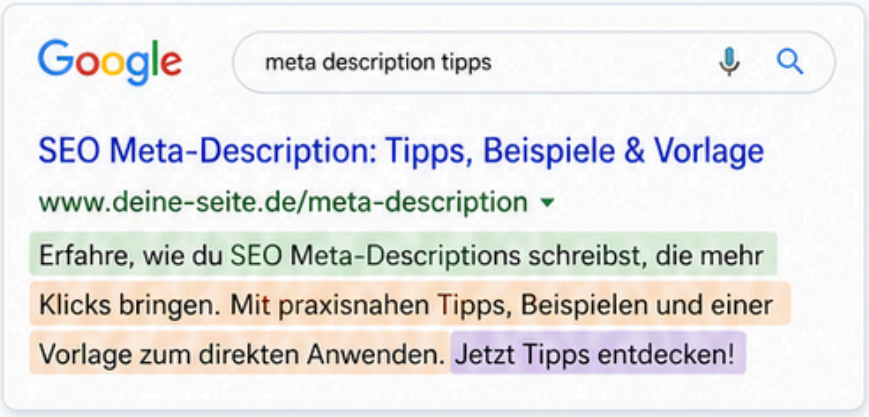 Google
meta description tipps
SEO Meta-Description: Tipps, Beispiele & Vorlage
www.deine-seite.de/meta-description
Erfahre, wie du SEO Meta-Descriptions schreibst, die mehr
Klicks bringen. Mit praxisnahen Tipps, Beispielen und einer
Vorlage zum direkten Anwenden. Jetzt Tipps entdecken!